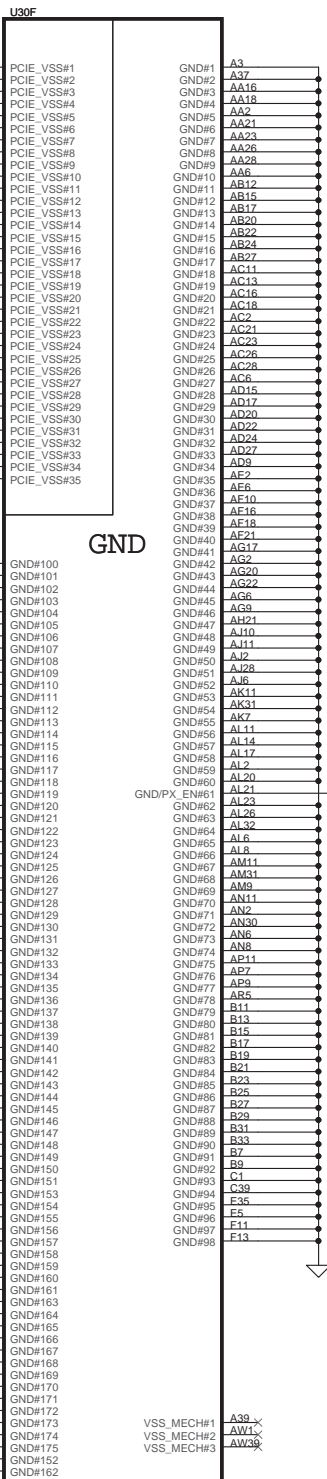 U30F
PCIE_VSS#1
PCIE_VSS#2
PCIE_VSS#3
PCIE_VSS#4
PCIE_VSS#5
PCIE_VSS#6
PCIE_VSS#7
PCIE_VSS#8
PCIE_VSS#9
PCIE_VSS#10
PCIE_VSS#11
PCIE_VSS#12
PCIE_VSS#13
PCIE_VSS#14
PCIE_VSS#15
PCIE_VSS#16
PCIE_VSS#17
PCIE_VSS#18
PCIE_VSS#19
PCIE_VSS#20
PCIE_VSS#21
PCIE_VSS#22
PCIE_VSS#23
PCIE_VSS#24
PCIE_VSS#25
PCIE_VSS#26
PCIE_VSS#27
PCIE_VSS#28
PCIE_VSS#29
PCIE_VSS#30
PCIE_VSS#31
PCIE_VSS#32
PCIE_VSS#33
PCIE_VSS#34
PCIE_VSS#35
GND
GND#100
GND#101
GND#102
GND#103
GND#104
GND#105
GND#106
GND#107
GND#108
GND#109
GND#110
GND#111
GND#112
GND#113
GND#114
GND#115
GND#116
GND#117
GND#118
GND#119
GND#120
GND#121
GND#122
GND#123
GND#124
GND#125
GND#126
GND#127
GND#128
GND#129
GND#130
GND#131
GND#132
GND#133
GND#134
GND#135
GND#136
GND#137
GND#138
GND#139
GND#140
GND#141
GND#142
GND#143
GND#144
GND#145
GND#146
GND#147
GND#148
GND#149
GND#150
GND#151
GND#153
GND#154
GND#155
GND#156
GND#157
GND#158
GND#159
GND#160
GND#161
GND#163
GND#164
GND#165
GND#166
GND#167
GND#168
GND#169
GND#170
GND#171
GND#172
GND#173
GND#174
GND#175
GND#152
GND#162
GND#1 A3
GND#2 A37
GND#3 AA16
GND#4 AA18
GND#5 AA2
GND#6 AA21
GND#7 AA23
GND#8 AA26
GND#9 AA28
GND#10 AA6
GND#11 AB12
GND#12 AB15
GND#13 AB17
GND#14 AB20
GND#15 AB22
GND#16 AB24
GND#17 AB27
GND#18 AC11
GND#19 AC13
GND#20 AC16
GND#21 AC18
GND#22 AC2
GND#23 AC21
GND#24 AC23
GND#25 AC26
GND#26 AC28
GND#27 AC6
GND#28 AD15
GND#29 AD17
GND#30 AD20
GND#31 AD22
GND#32 AD24
GND#33 AD27
GND#34 AD9
GND#35 AE2
GND#36 AE6
GND#37 AF10
GND#38 AF16
GND#39 AF18
GND#40 AF21
GND#41 AG17
GND#42 AG2
GND#43 AG20
GND#44 AG22
GND#45 AG6
GND#46 AG9
GND#47 AH21
GND#48 AJ10
GND#49 AJ11
GND#50 AJ2
GND#51 AJ28
GND#52 AJ6
GND#53 AK11
GND#54 AK31
GND#55 AK7
GND#56 AL11
GND#57 AL14
GND#58 AL17
GND#59 AL2
GND#60 AL20
GND/PX_EN#61 AL21
GND#62 AL23
GND#63 AL26
GND#64 AL32
GND#65 AL6
GND#66 AL8
GND#67 AM11
GND#68 AM31
GND#69 AM9
GND#70 AN11
GND#71 AN2
GND#72 AN30
GND#73 AN6
GND#74 AN8
GND#75 AP11
GND#76 AP7
GND#77 AP9
GND#78 AR5
GND#79 B11
GND#80 B13
GND#81 B15
GND#82 B17
GND#83 B19
GND#84 B21
GND#85 B23
GND#86 B25
GND#87 B27
GND#88 B29
GND#89 B31
GND#90 B33
GND#91 B7
GND#92 B9
GND#93 C1
GND#94 C39
GND#95 E35
GND#96 E5
GND#97 F11
GND#98 F13
VSS_MECH#1 A39
VSS_MECH#2 AW1
VSS_MECH#3 AW39